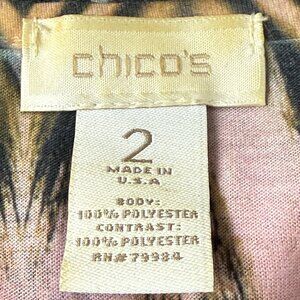 chico's
2
MADE IN
U.S.A
BODY:
100% POLYESTER
CONTRAST:
100% POLYESTER
RN# 79984